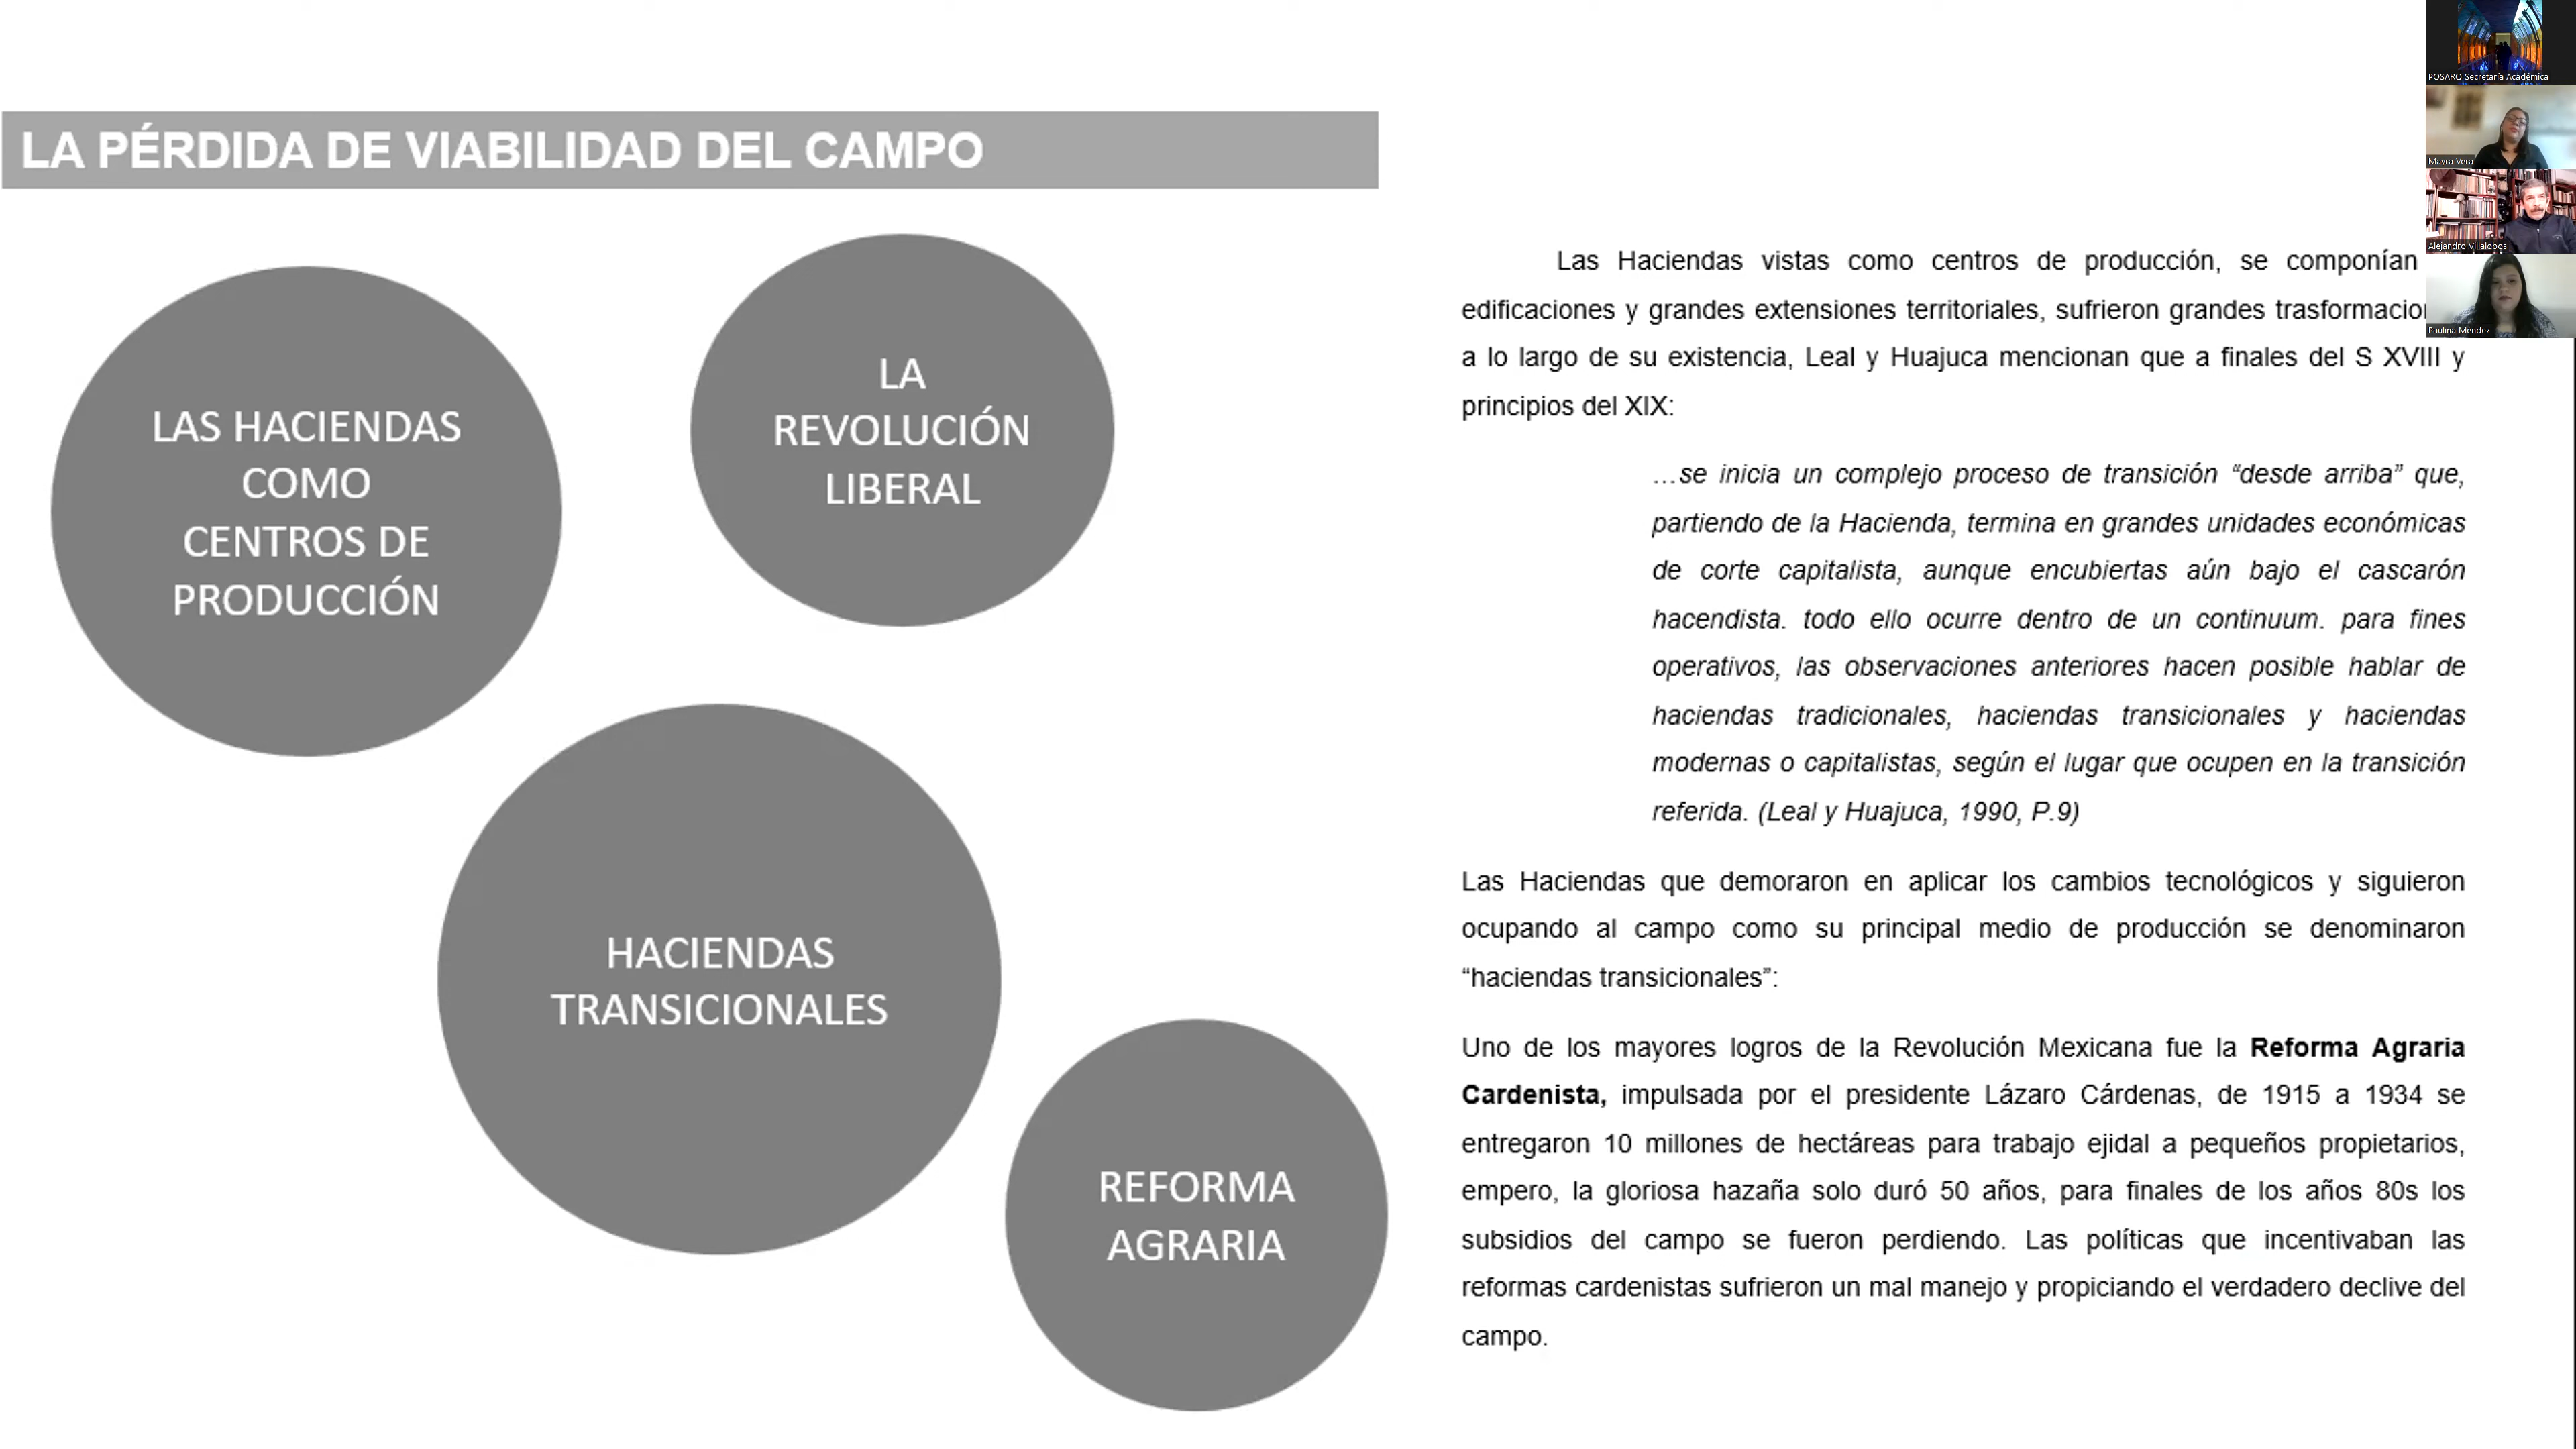 LA PÉRDIDA DE VIABILIDAD DEL CAMPO
LAS HACIENDAS
COMO
CENTROS DE
PRODUCCIÓN
LA
REVOLUCIÓN
LIBERAL
HACIENDAS
TRANSICIONALES
REFORMA
AGRARIA
Las Haciendas vistas como centros de producción, se componían
edificaciones y grandes extensiones territoriales, sufrieron grandes trasformacio
a lo largo de su existencia, Leal y Huajuca mencionan que a finales del S XVIII y
principios del XIX:
…se inicia un complejo proceso de transición “desde arriba” que,
partiendo de la Hacienda, termina en grandes unidades económicas
de corte capitalista, aunque encubiertas aún bajo el cascarón
hacendista. todo ello ocurre dentro de un continuum. para fines
operativos, las observaciones anteriores hacen posible hablar de
haciendas tradicionales, haciendas transicionales y haciendas
modernas o capitalistas, según el lugar que ocupen en la transición
referida. (Leal y Huajuca, 1990, P.9)
Las Haciendas que demoraron en aplicar los cambios tecnológicos y siguieron
ocupando al campo como su principal medio de producción se denominaron
“haciendas transicionales”:
Uno de los mayores logros de la Revolución Mexicana fue la Reforma Agraria
Cardenista, impulsada por el presidente Lázaro Cárdenas, de 1915 a 1934 se
entregaron 10 millones de hectáreas para trabajo ejidal a pequeños propietarios,
empero, la gloriosa hazaña solo duró 50 años, para finales de los años 80s los
subsidios del campo se fueron perdiendo. Las políticas que incentivaban las
reformas cardenistas sufrieron un mal manejo y propiciando el verdadero declive del
campo.
POSARQ Secretaría Académica
Mayra Vera
Alejandro Villalobos
Paulina Méndez